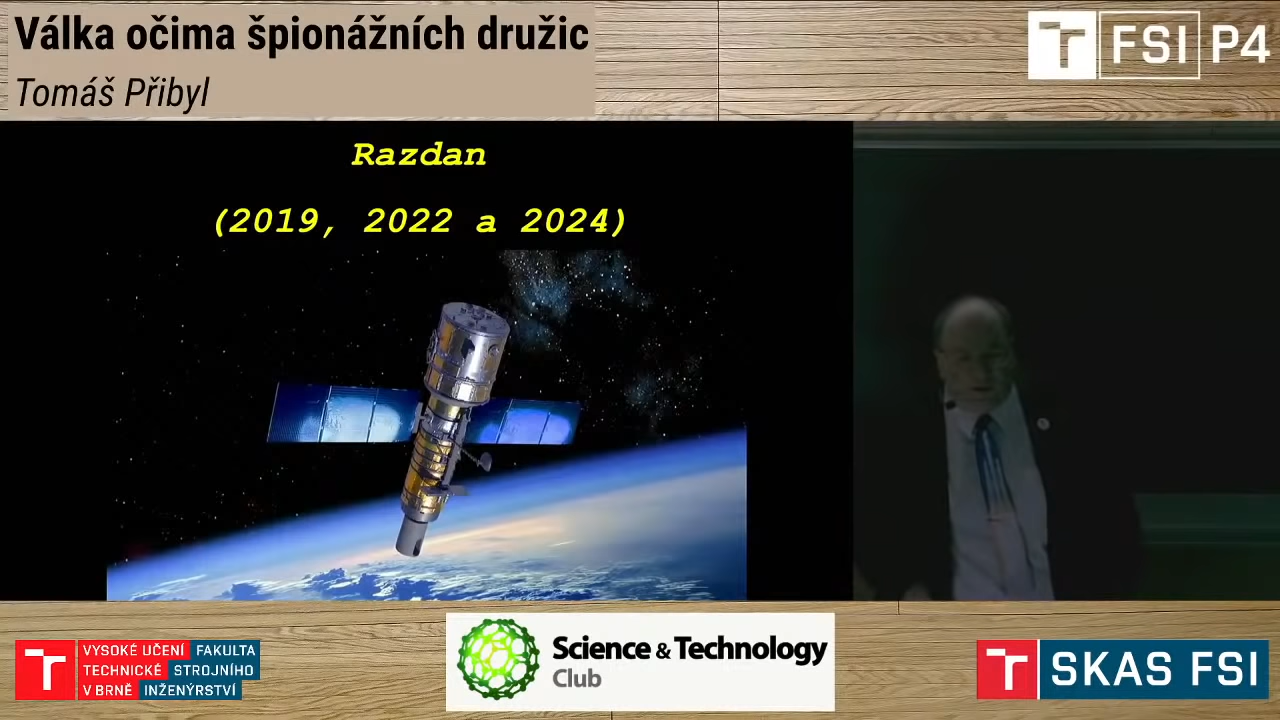 Válka očima špionážních družic
Tomáš Přibyl
FSI P4
Razdan
(2019, 2022 a 2024)
VYSOKÉ UČENÍ FAKULTA
TECHNICKÉ STROJNÍHO
V BRNĚ INŽENÝRSTVÍ
Science & Technology
Club
SKAS FSI